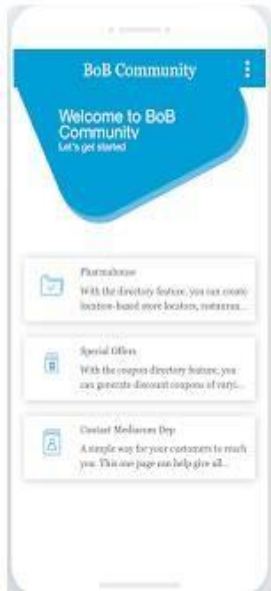 BoB Community
Welcome to BoB
Community
Let's get started
Pharmahouse
With the directory feature, you can create
location-based store locators, restauran...
Special Offers
With the coupon directory feature, you
can generate discount coupons of varyi...
Contact Mediacom Dep
A simple way for your customers to reach
you. This one page can help give all...